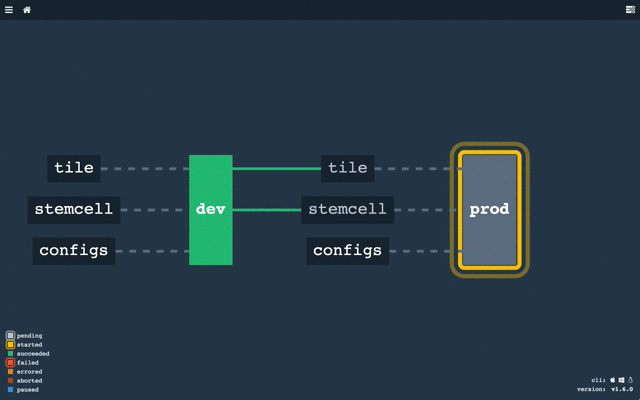 tile
tile
stemcell
dev
stemcell
prod
configs
configs
pending
started
succeeded
failed
errored
aborted
paused
cli:
version: v1.6.0